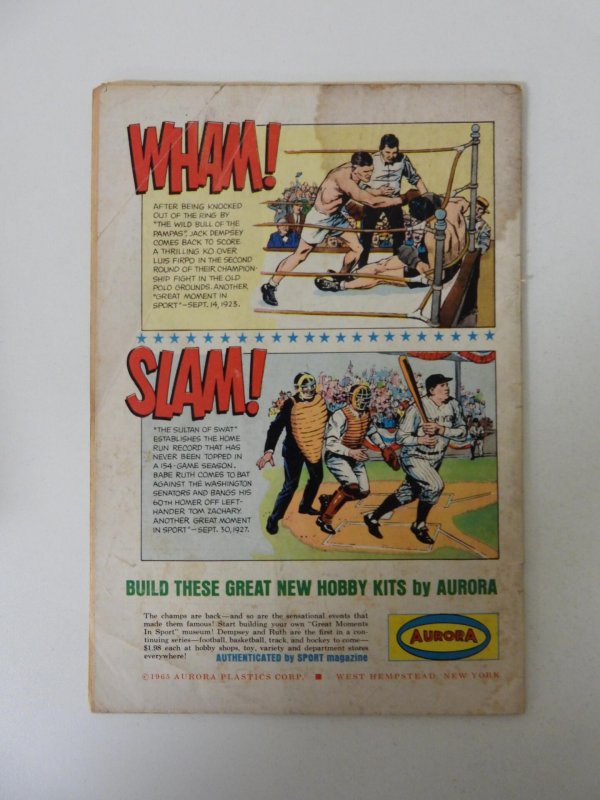 WHAM!
AFTER BEING KNOCKED
OUT OF THE RING BY
"THE WILD BULL OF THE
PAMPAS", JACK DEMPSEY
COMES BACK TO SCORE
A THRILLING KO OVER
LUIS FIRPO IN THE SECOND
ROUND OF THEIR CHAMPION-
SHIP FIGHT IN THE OLD
POLO GROUNDS. ANOTHER,
"GREAT MOMENT IN
SPORT"-SEPT. 14, 1923.
SLAM!
"THE SULTAN OF SWAT"
ESTABLISHES THE HOME
RUN RECORD THAT HAS
NEVER BEEN TOPPED IN
A 154-GAME SEASON.
BABE RUTH COMES TO BAT
AGAINST THE WASHINGTON
SENATORS AND BANGS HIS
60TH HOMER OFF LEFT-
HANDER TOM ZACHARY.
ANOTHER GREAT MOMENT
IN SPORT"-SEPT. 30, 1927.
BUILD THESE GREAT NEW HOBBY KITS by AURORA
The champs are back—and so are the sensational events that
made them famous! Start building your own "Great Moments
In Sport" museum! Dempsey and Ruth are the first in a con-
tinuing series—football, basketball, track, and hockey to come—
$1.98 each at hobby shops, toy, variety and department stores
everywhere! AUTHENTICATED by SPORT magazine
AURORA
©1965 AURORA PLASTICS CORP. ■ WEST HEMPSTEAD, NEW YORK